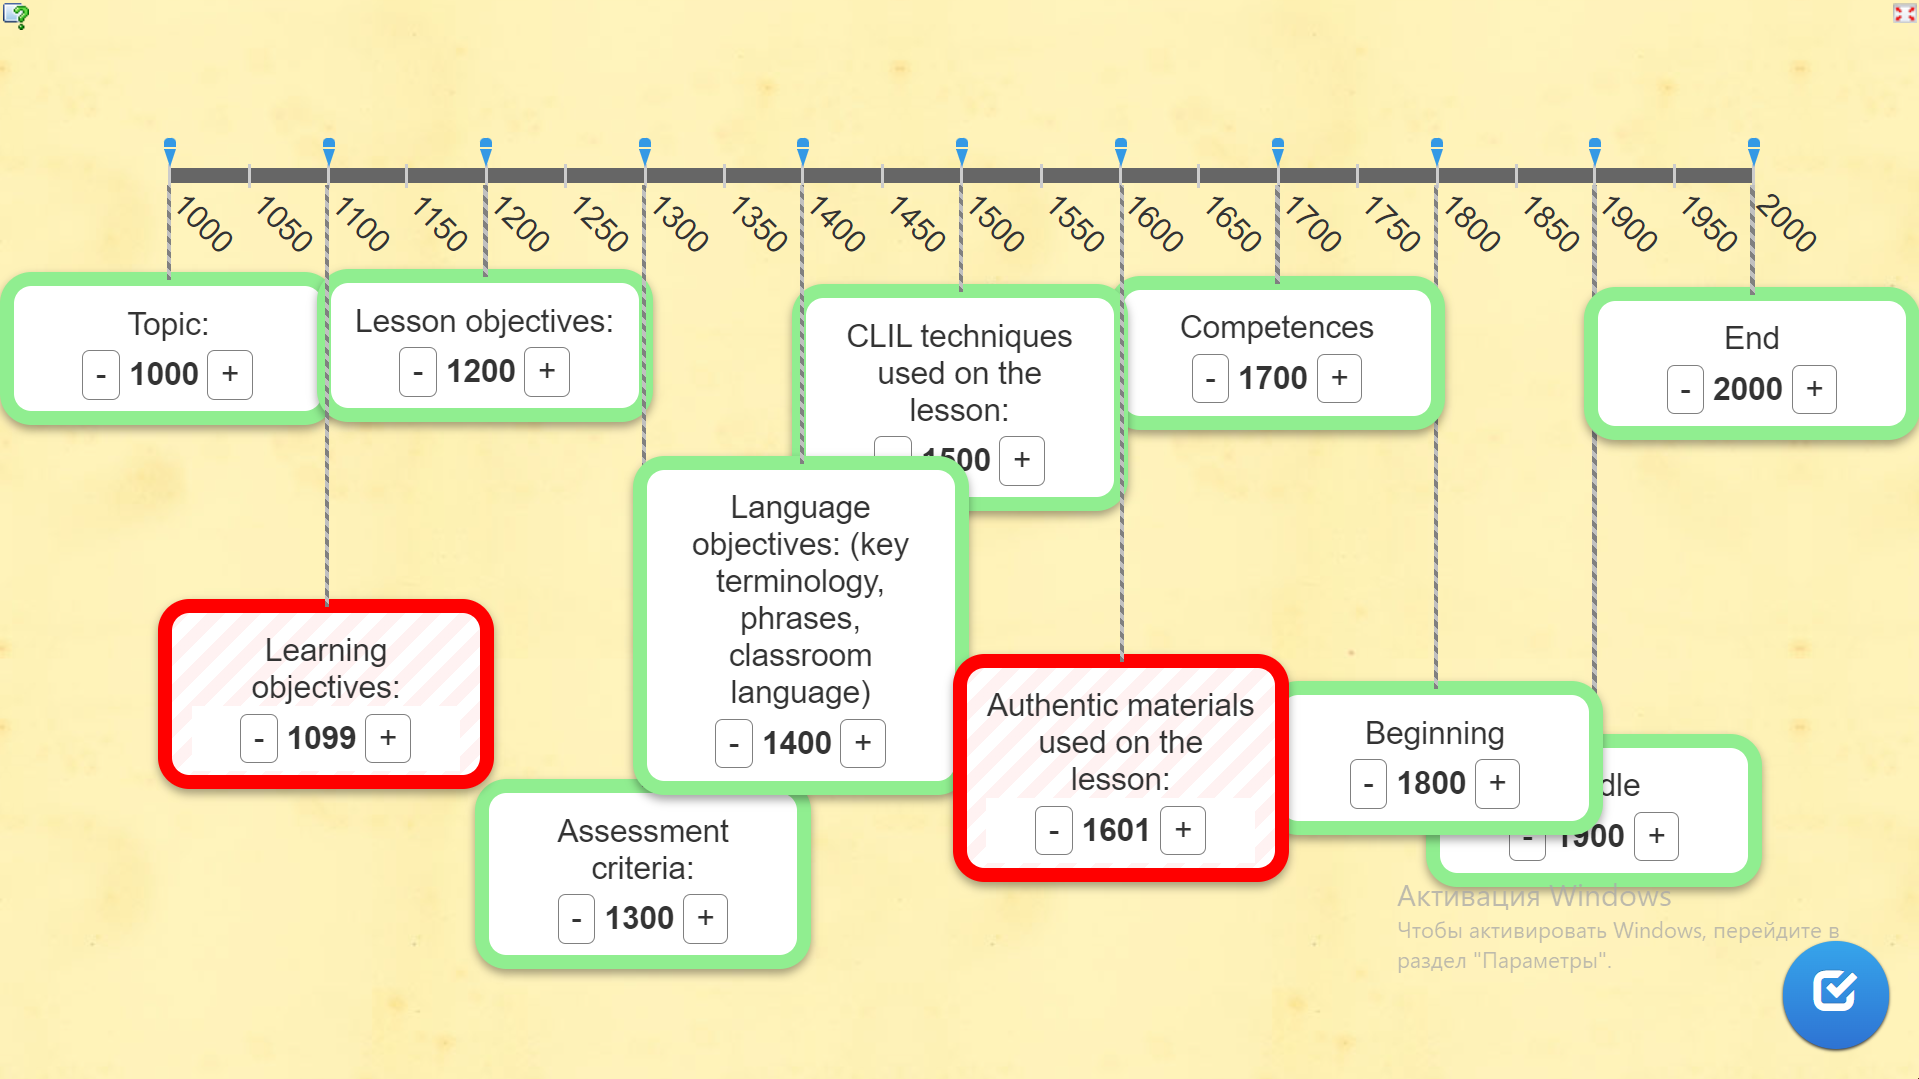 1000
1050
1100
1150
1200
1250
1300
1350
1400
1450
1500
1550
1600
1650
1700
1750
1800
1850
1900
1950
2000
Topic:
- 1000 +
Lesson objectives:
- 1200 +
CLIL techniques
used on the
lesson:
1500 +
Competences
- 1700 +
End
- 2000 +
Learning
objectives:
- 1099 +
Language
objectives: (key
terminology,
phrases,
classroom
language)
- 1400 +
Assessment
criteria:
- 1300 +
Authentic materials
used on the
lesson:
- 1601 +
Beginning
- 1800 +
dle
- 1900 +
Активация Windows
Чтобы активировать Windows, перейдите в
раздел "Параметры".